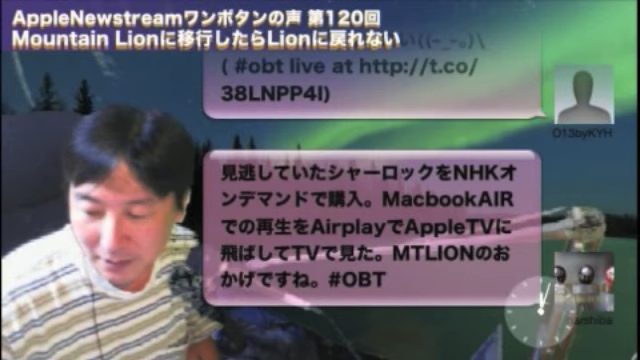 AppleNewstreamワンボタンの声 第120回
Mountain Lionに移行したらLionに戻れない
い((-_-。)\
( #obt live at http://t.co/
38LNPP4I)
O13byKYH
見逃していたシャーロックをNHKオ
ンデマンドで購入。MacbookAIR
での再生をAirplayでAppleTVに
飛ばしてTVで見た。MTLIONのお
かげですね。#OBT